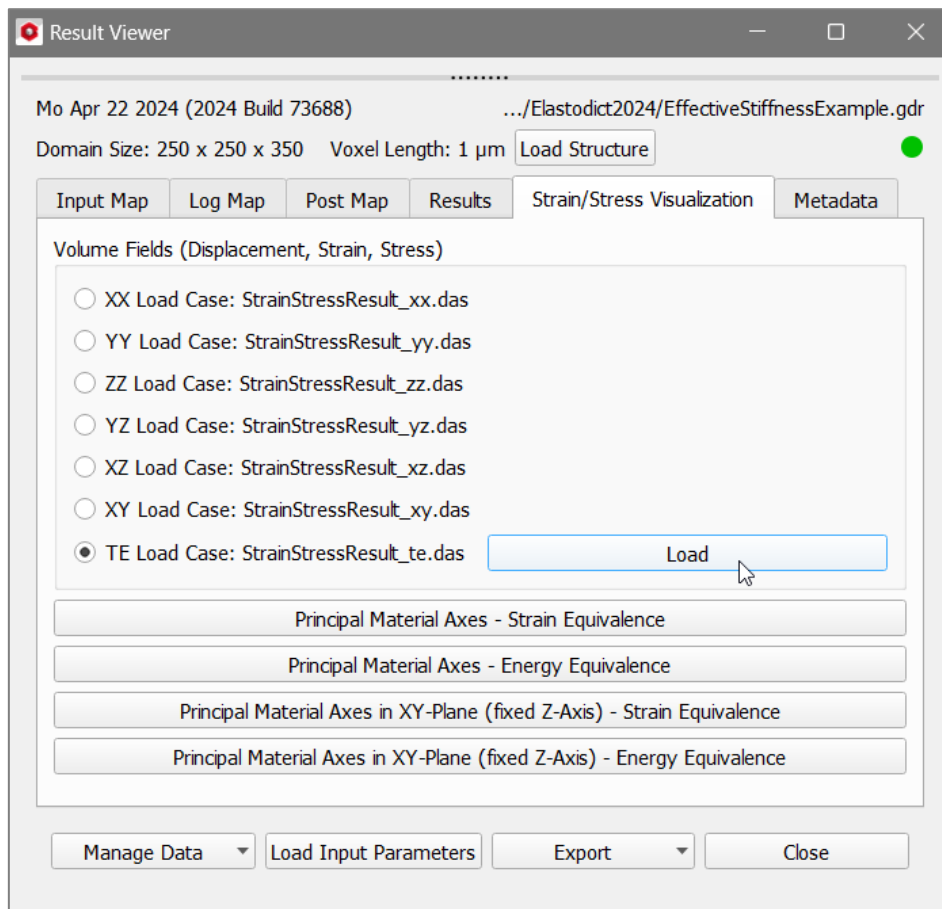 Result Viewer
Mo Apr 22 2024 (2024 Build 73688) .../Elastodict2024/EffectiveStiffnessExample.gdr
Domain Size: 250 x 250 x 350 Voxel Length: 1 µm Load Structure
Input Map Log Map Post Map Results Strain/Stress Visualization Metadata
Volume Fields (Displacement, Strain, Stress)
XX Load Case: StrainStressResult_xx.das
YY Load Case: StrainStressResult_yy.das
ZZ Load Case: StrainStressResult_zz.das
YZ Load Case: StrainStressResult_yz.das
XZ Load Case: StrainStressResult_xz.das
XY Load Case: StrainStressResult_xy.das
TE Load Case: StrainStressResult_te.das Load
Principal Material Axes - Strain Equivalence
Principal Material Axes - Energy Equivalence
Principal Material Axes in XY-Plane (fixed Z-Axis) - Strain Equivalence
Principal Material Axes in XY-Plane (fixed Z-Axis) - Energy Equivalence
Manage Data Load Input Parameters Export Close